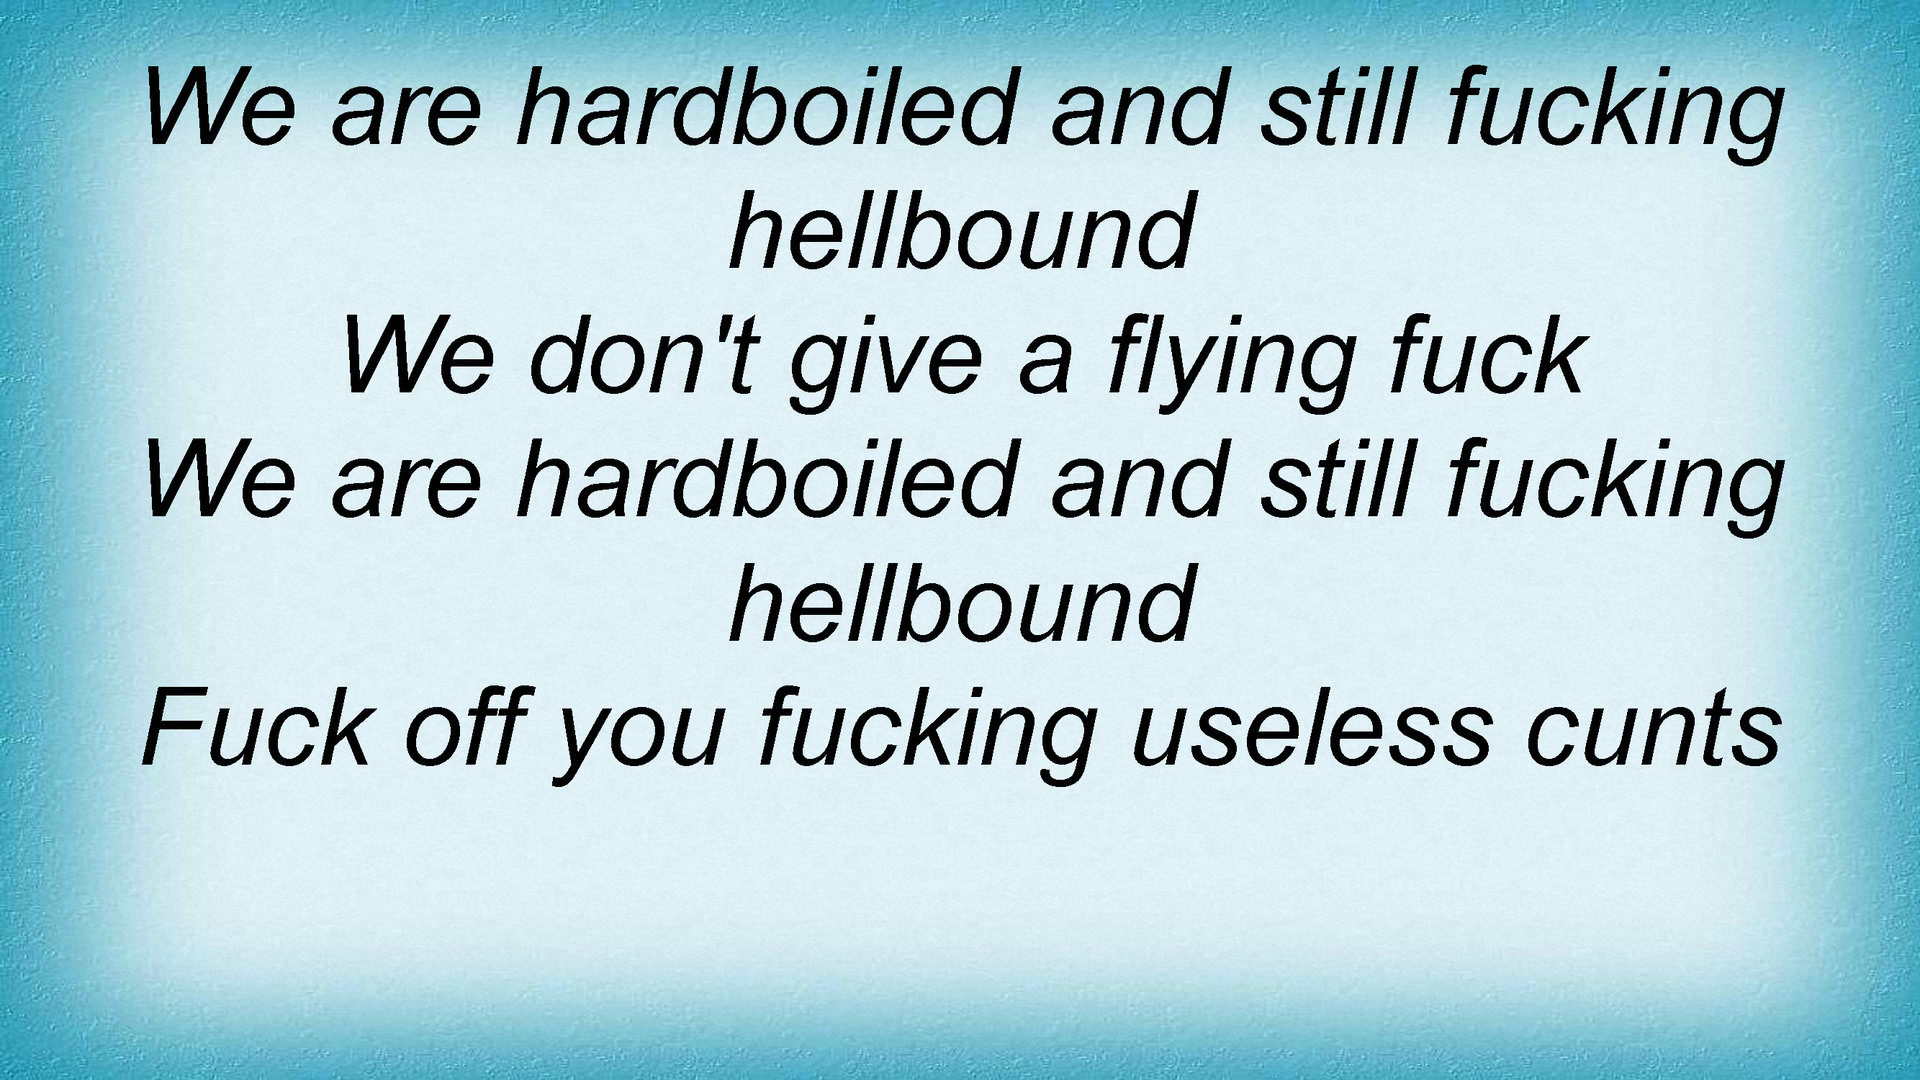 We are hardboiled and still fucking
hellbound
We don't give a flying fuck
We are hardboiled and still fucking
hellbound
Fuck off you fucking useless cunts